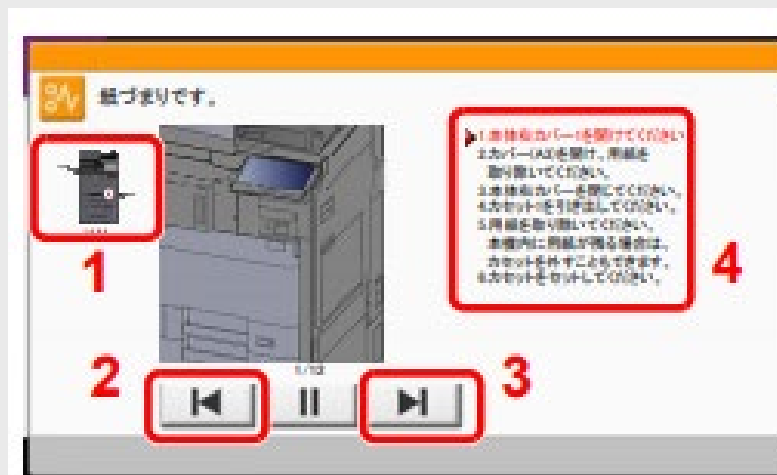 紙づまりです。
1.本体右カバー1を開けてください
2.カバー(A2)を開け、用紙を
取り除いてください。
3.本体右カバーを閉じてください。
4.カセット1を引き出してください。
5.用紙を取り除いてください。
本機内に用紙が残る場合は、
カセットを外すこともできます。
6.カセットをセットしてください。
1
4
1/12
2
3